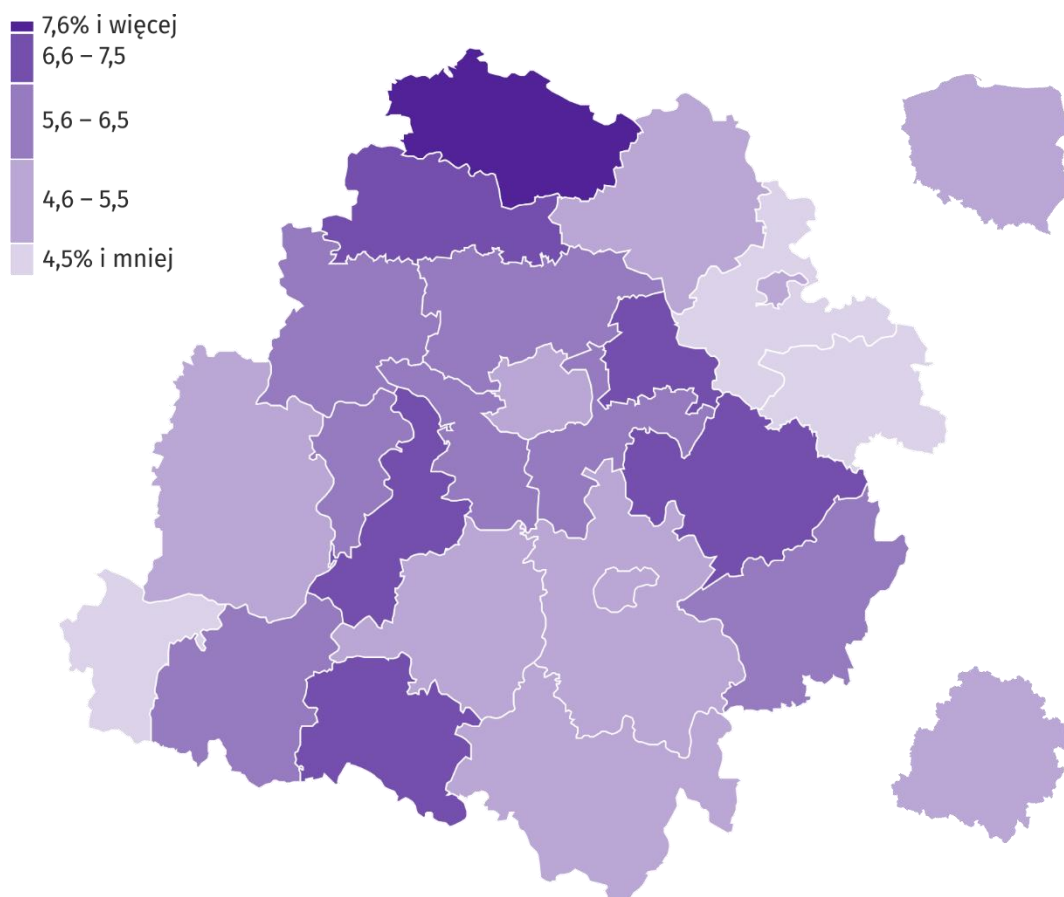 7,6% i więcej
6,6 – 7,5
5,6 – 6,5
4,6 – 5,5
4,5% i mniej